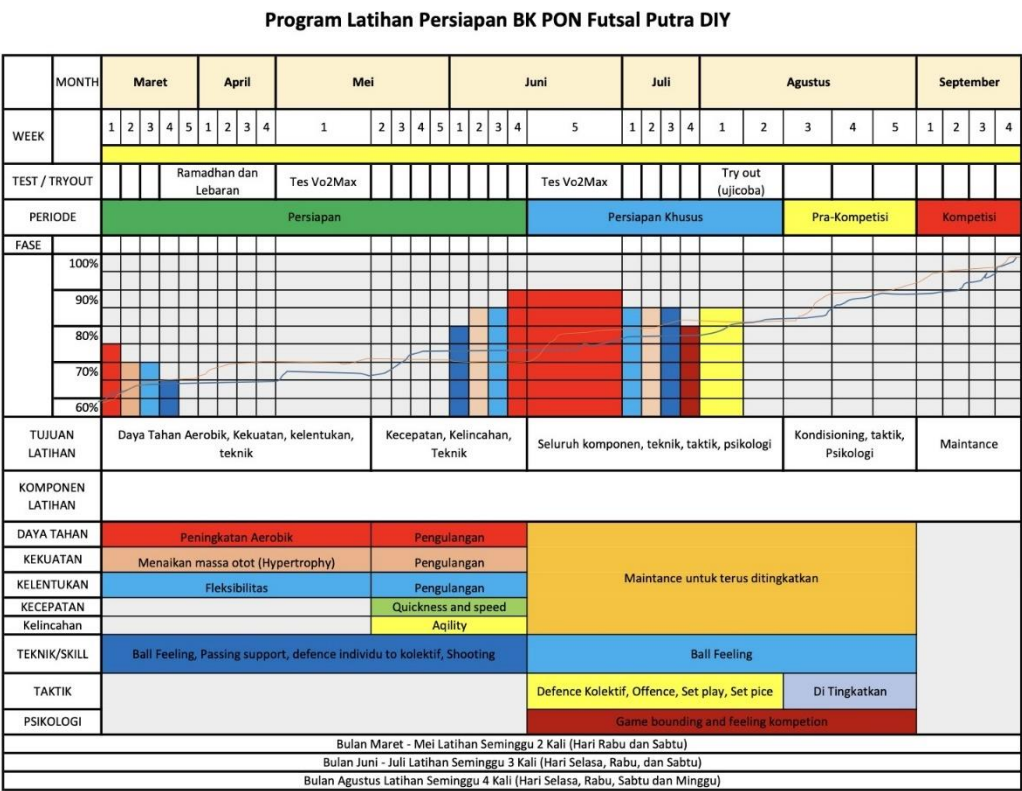 Program Latihan Persiapan BK PON Futsal Putra DIY
MONTH Maret April Mei Juni Juli Agustus September
WEEK 1 2 3 4 5 1 2 3 4 1 2 3 4 5 1 2 3 4 5 1 2 3 4 1 2 3 4 5 1 2 3 4
TEST / TRYOUT Ramadhan dan Tes Vo2Max Tes Vo2Max Try out
Lebaran (ujicoba)
PERIODE Persiapan Persiapan Khusus Pra-Kompetisi Kompetisi
FASE
100%
90%
80%
70%
60%
TUJUAN Daya Tahan Aerobik, Kekuatan, kelentukan, Kecepatan, Kelincahan, Seluruh komponen, teknik, taktik, psikologi Kondisioning, taktik, Maintance
LATIHAN teknik Teknik Psikologi
KOMPONEN
LATIHAN
DAYA TAHAN Peningkatan Aerobik Pengulangan
KEKUATAN Menaikan massa otot (Hypertrophy) Pengulangan
Maintance untuk terus ditingkatkan
KELENTUKAN Fleksibilitas Pengulangan
KECEPATAN Quickness and speed
Kelincahan Agility
TEKNIK/SKILL Ball Feeling, Passing support, defence individu to kolektif, Shooting Ball Feeling
TAKTIK Defence Kolektif, Offence, Set play, Set pice Di Tingkatkan
PSIKOLOGI Game bounding and feeling kompetion
Bulan Maret - Mei Latihan Seminggu 2 Kali (Hari Rabu dan Sabtu)
Bulan Juni - Juli Latihan Seminggu 3 Kali (Hari Selasa, Rabu, dan Sabtu)
Bulan Agustus Latihan Seminggu 4 Kali (Hari Selasa, Rabu, Sabtu dan Minggu)